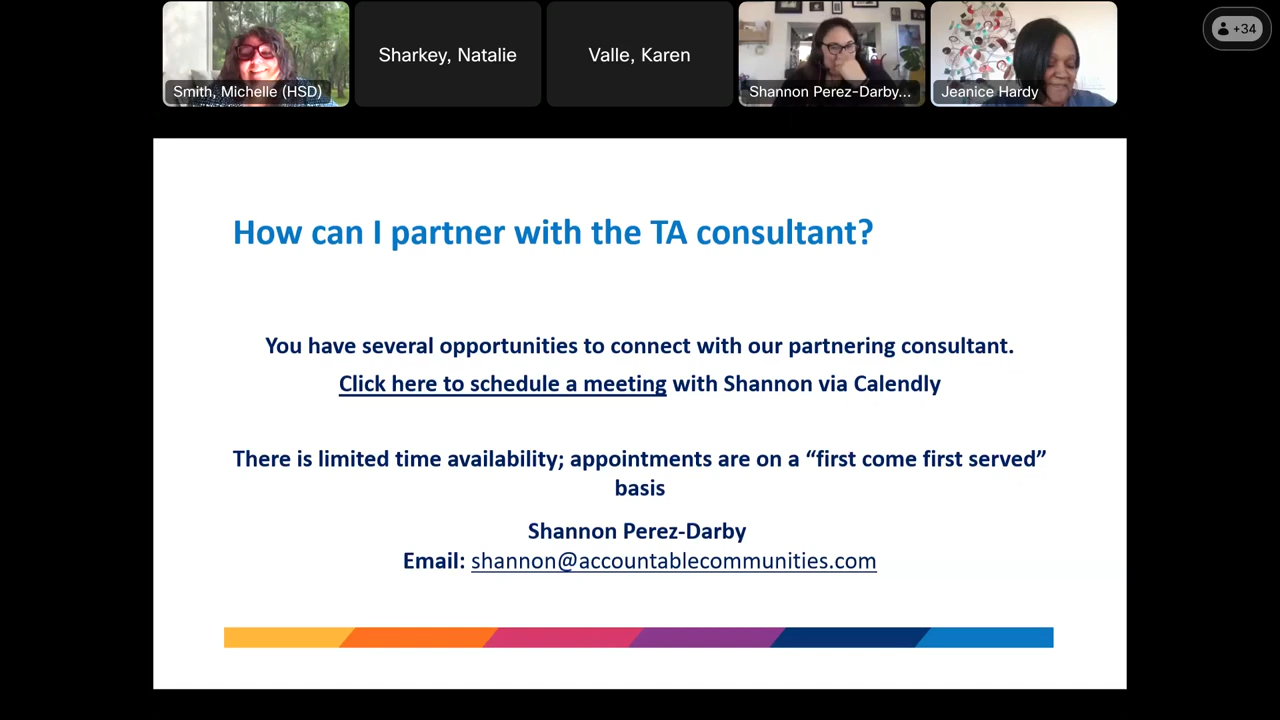 Smith, Michelle (HSD)
Sharkey, Natalie
Valle, Karen
Shannon Perez-Darby...
Jeanice Hardy
+34
How can I partner with the TA consultant?
You have several opportunities to connect with our partnering consultant.
Click here to schedule a meeting with Shannon via Calendly
There is limited time availability; appointments are on a “first come first served”
basis
Shannon Perez-Darby
Email: shannon@accountablecommunities.com